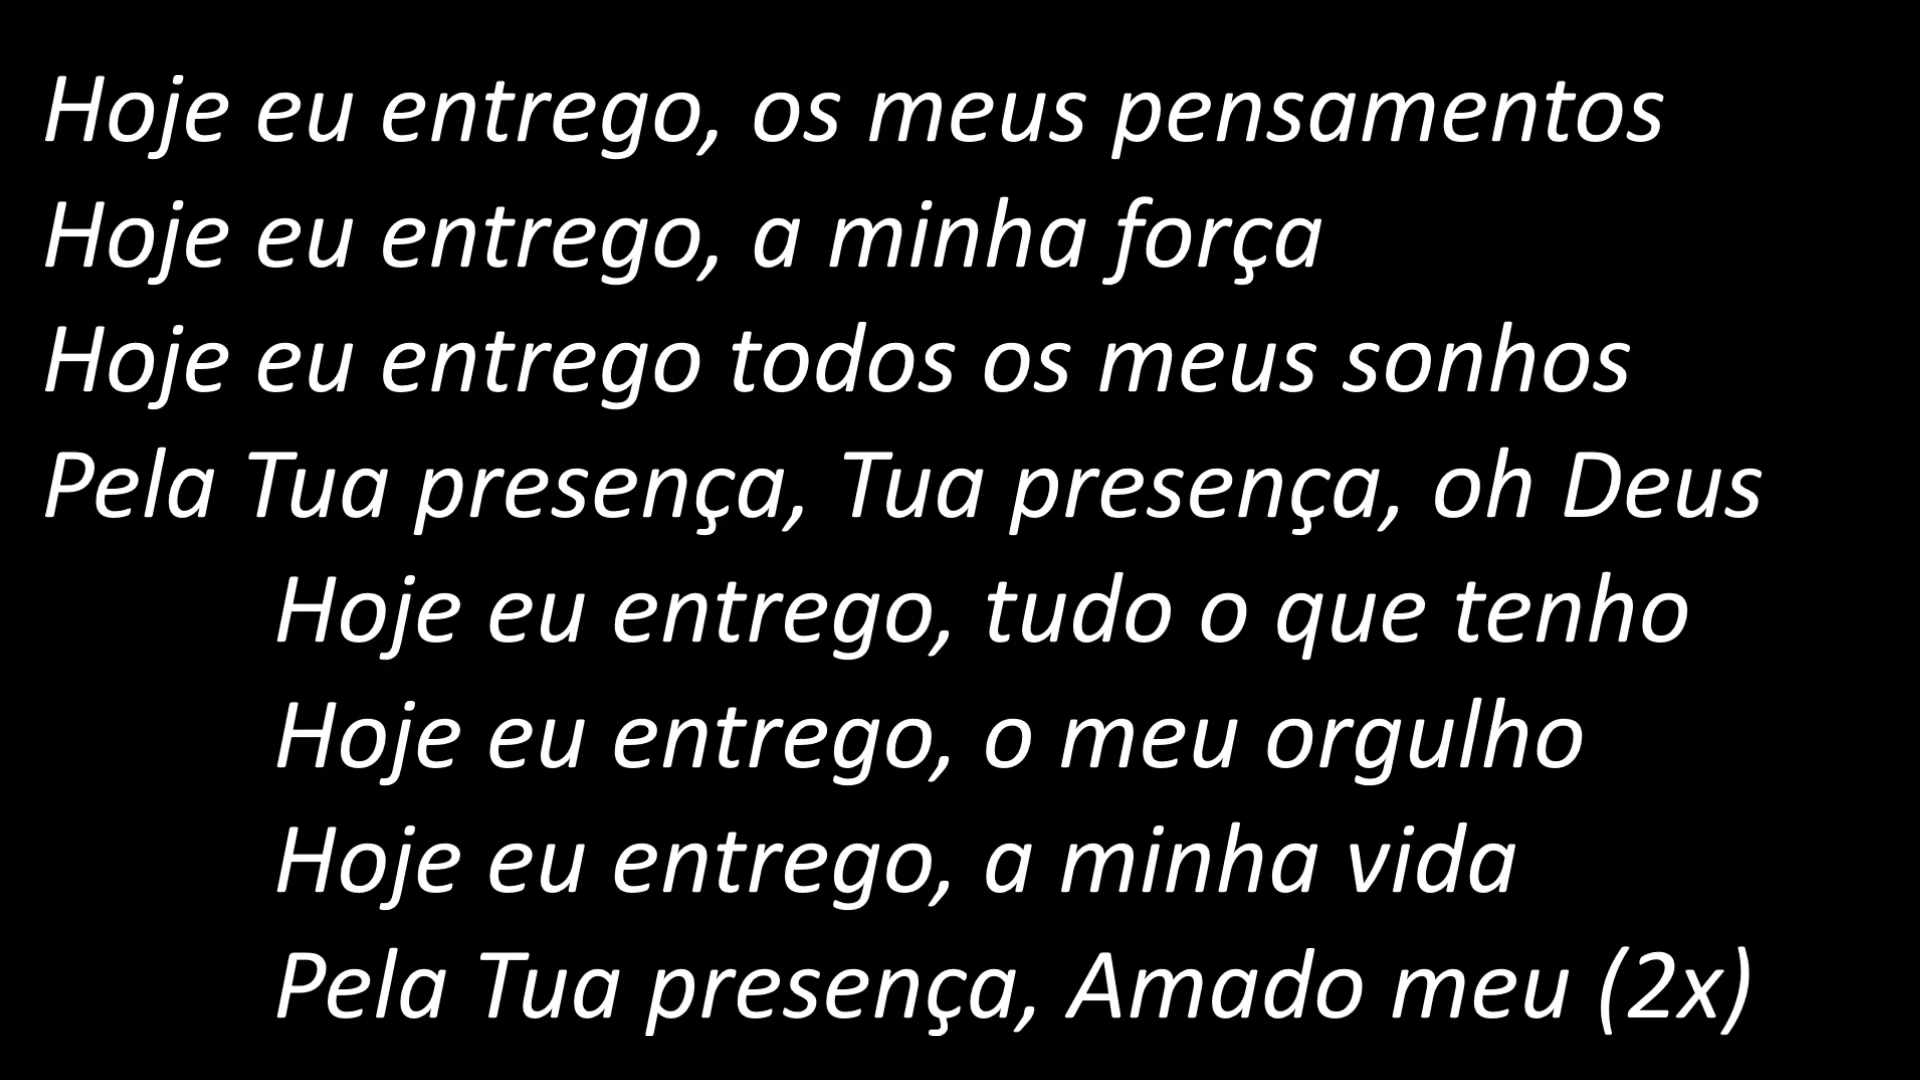 Hoje eu entrego, os meus pensamentos
Hoje eu entrego, a minha força
Hoje eu entrego todos os meus sonhos
Pela Tua presença, Tua presença, oh Deus
Hoje eu entrego, tudo o que tenho
Hoje eu entrego, o meu orgulho
Hoje eu entrego, a minha vida
Pela Tua presença, Amado meu (2x)